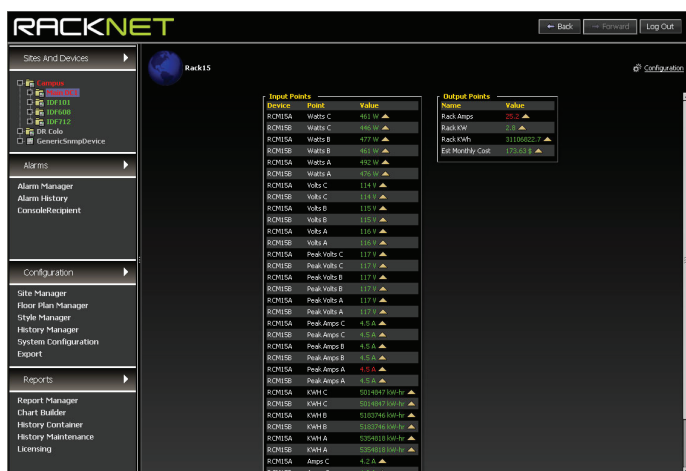 RACKNET
← Back
→ Forward
Log Out
Sites And Devices
Campus
IDF101
IDF608
IDF712
DR Colo
GenericSnmpDevice
Alarms
Alarm Manager
Alarm History
ConsoleRecipient
Configuration
Site Manager
Floor Plan Manager
Style Manager
History Manager
System Configuration
Export
Reports
Report Manager
Chart Builder
History Container
History Maintenance
Licensing
Rack15
Configuration
Input Points
Device Point Value
RCM15A Watts C 461 W
RCM15B Watts C 446 W
RCM15A Watts B 477 W
RCM15B Watts B 461 W
RCM15A Watts A 492 W
RCM15B Watts A 476 W
RCM15A Volts C 114 V
RCM15B Volts C 114 V
RCM15A Volts B 115 V
RCM15B Volts B 115 V
RCM15A Volts A 116 V
RCM15B Volts A 116 V
RCM15A Peak Volts C 117 V
RCM15B Peak Volts C 117 V
RCM15A Peak Volts B 117 V
RCM15B Peak Volts B 117 V
RCM15A Peak Volts A 117 V
RCM15B Peak Volts A 117 V
RCM15A Peak Amps C 4.5 A
RCM15B Peak Amps C 4.5 A
RCM15A Peak Amps B 4.5 A
RCM15B Peak Amps B 4.5 A
RCM15A Peak Amps A 4.5 A
RCM15B Peak Amps A 4.5 A
RCM15A KWH C 5014847 kW-hr
RCM15B KWH C 5014847 kW-hr
RCM15A KWH B 5183746 kW-hr
RCM15B KWH B 5183746 kW-hr
RCM15A KWH A 5354818 kW-hr
RCM15B KWH A 5354818 kW-hr
RCM15A Amps C 4.2 A
Output Points
Name Value
Rack Amps 25.2
Rack KW 2.8
Rack KWh 31106822.7
Est Monthly Cost 173.63 $